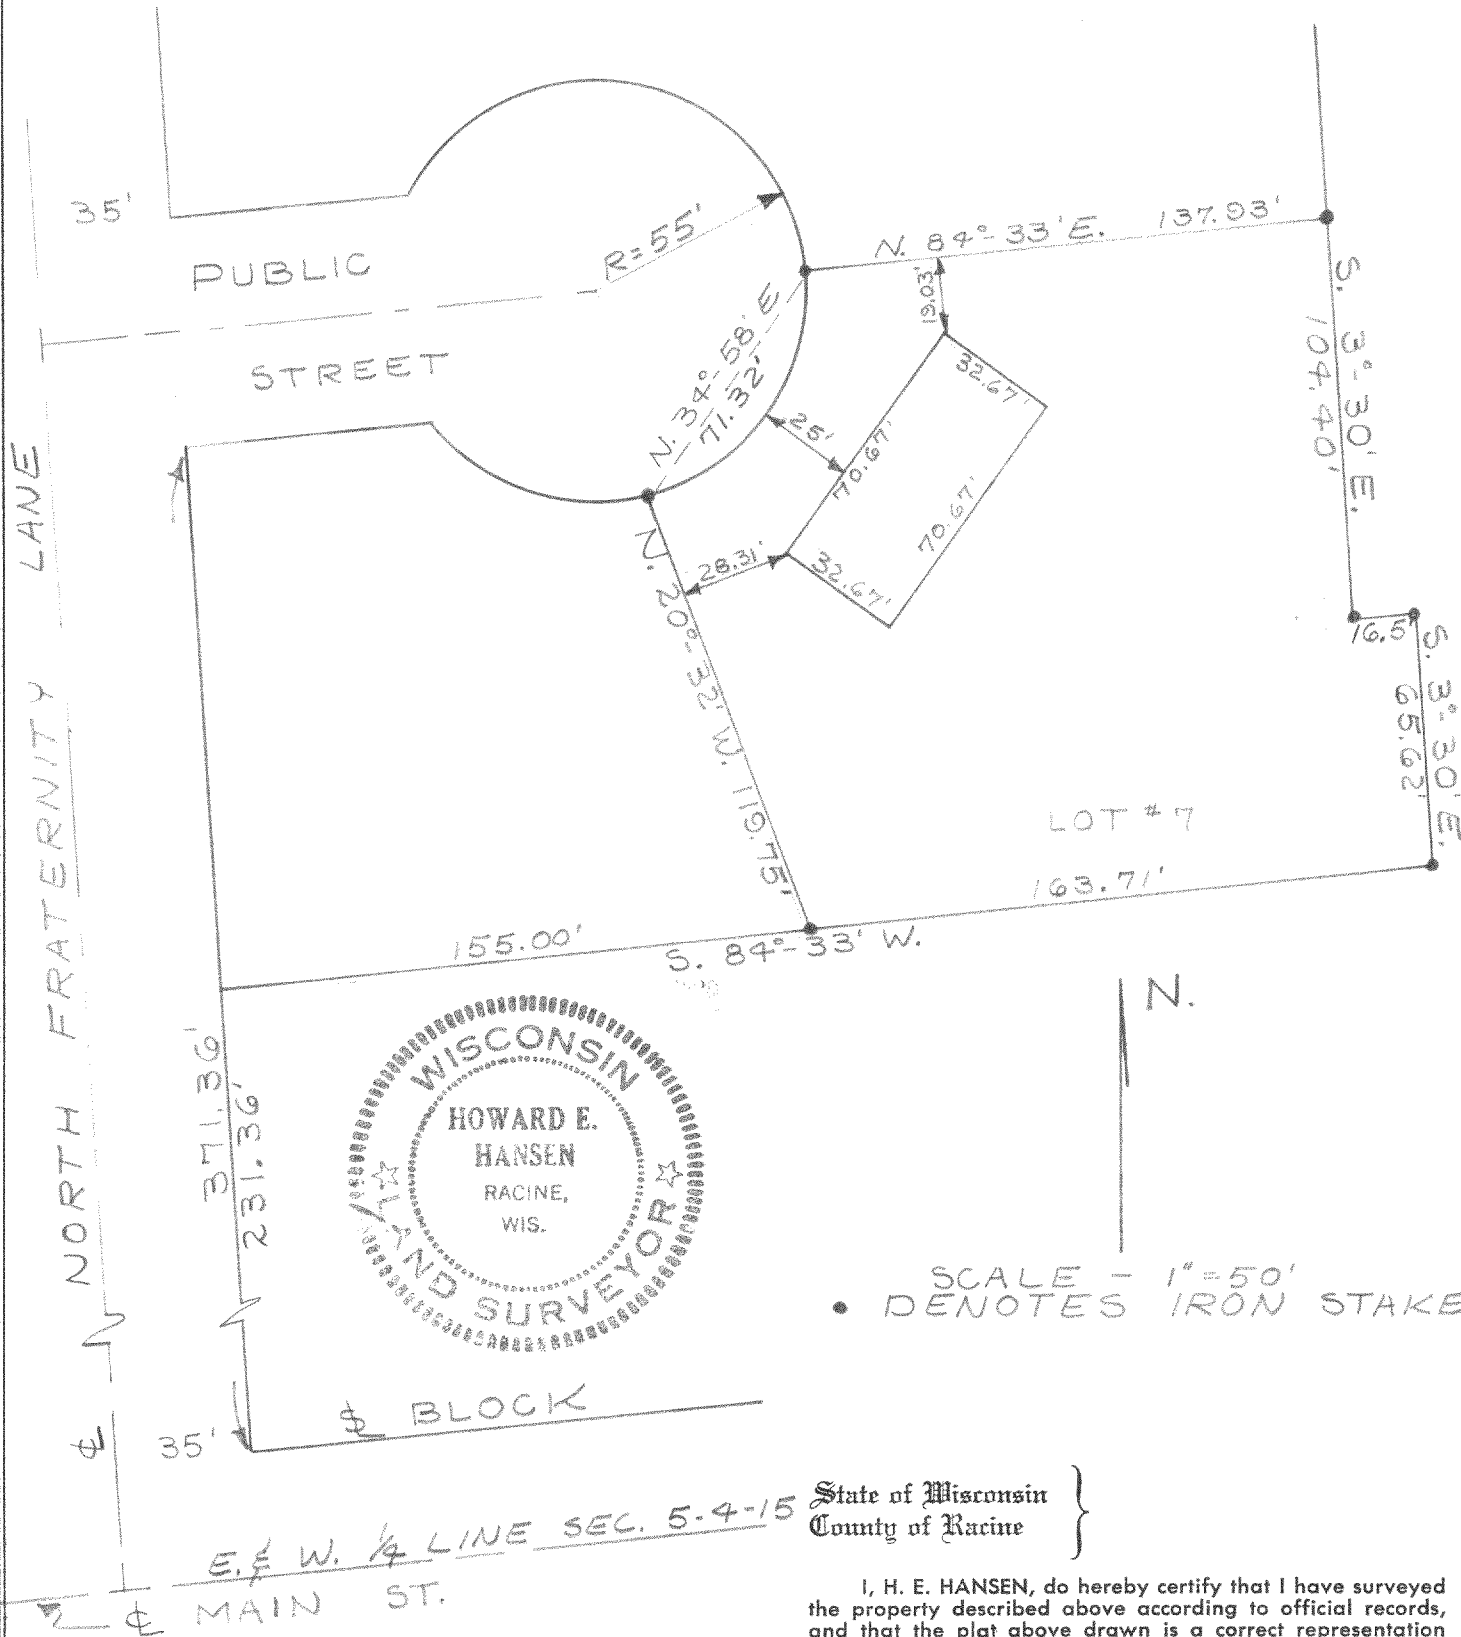 35'
PUBLIC
STREET
R=55'
N. 84°-33'E. 137.93'
S. 3°-30' E.
104.40'
19.03'
32.67'
N. 34°-58' E
71.32'
25'
70.67'
70.67'
28.31'
32.67'
N. 20°-32' W. 119.75'
16.5'
S. 3°-30' E.
65.62'
LOT #7
163.71'
155.00'
S. 84°-33' W.
NORTH FRATERNITY LANE
N.
371.36'
231.36'
WISCONSIN
HOWARD E.
HANSEN
RACINE,
WIS.
LAND SURVEYOR
SCALE - 1"=50'
• DENOTES IRON STAKE
℄ BLOCK
℄ 35'
E. & W. ¼ LINE SEC. 5-4-15
℄ MAIN ST.
State of Wisconsin
County of Racine
I, H. E. HANSEN, do hereby certify that I have surveyed
the property described above according to official records,
and that the plat above drawn is a correct representation